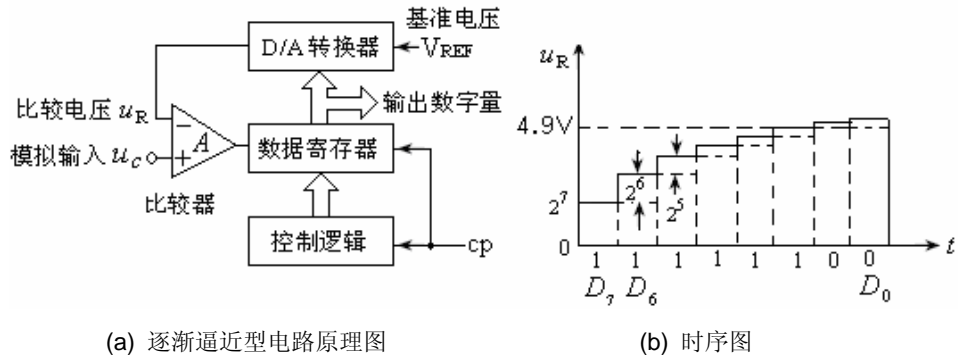 基准电压
D/A 转换器
VREF
输出数字量
比较电压 uR
模拟输入 uC
−
+
A
比较器
数据寄存器
控制逻辑
cp
(a) 逐渐逼近型电路原理图
uR
4.9V
2^7
2^6
2^5
0
t
1 1 1 1 1 1 0 0
D7 D6 D0
(b) 时序图